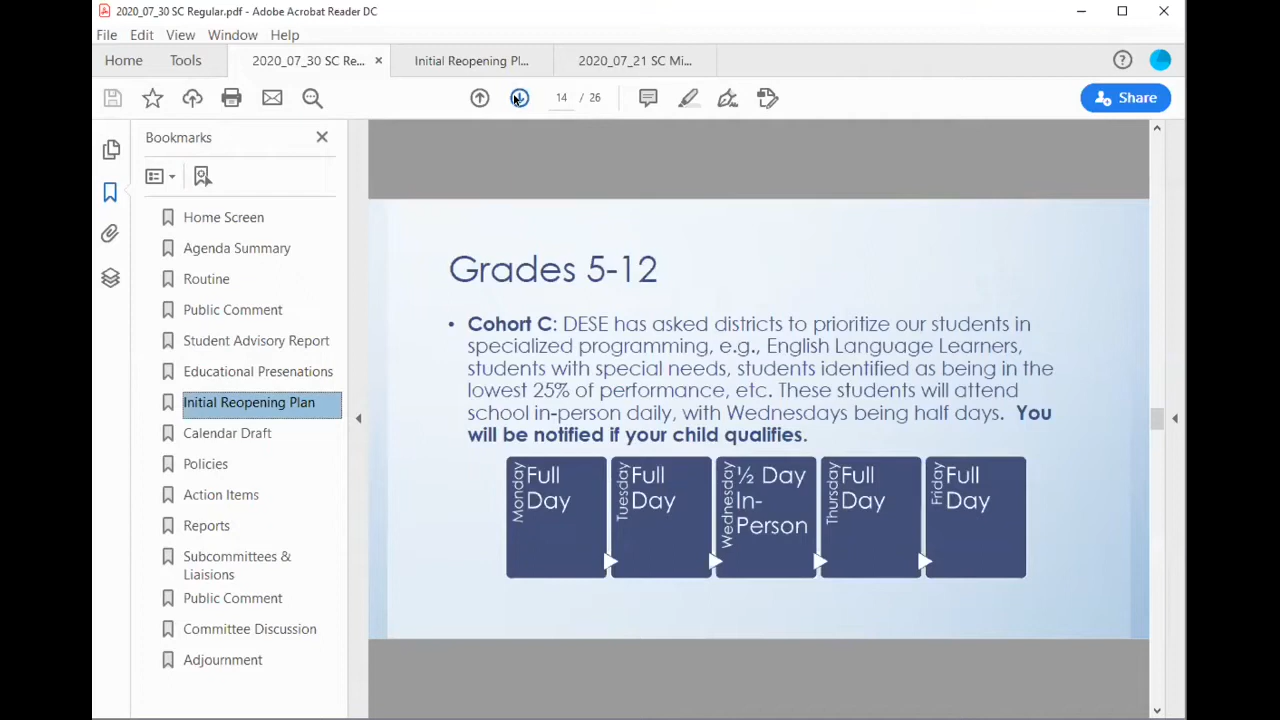 2020_07_30 SC Regular.pdf - Adobe Acrobat Reader DC
File Edit View Window Help
Home Tools 2020_07_30 SC Re... × Initial Reopening Pl... 2020_07_21 SC Mi...
14 / 26 Share
Bookmarks
Home Screen
Agenda Summary
Routine
Public Comment
Student Advisory Report
Educational Presenations
Initial Reopening Plan
Calendar Draft
Policies
Action Items
Reports
Subcommittees &
Liaisions
Public Comment
Committee Discussion
Adjournment
Grades 5-12
• Cohort C: DESE has asked districts to prioritize our students in
specialized programming, e.g., English Language Learners,
students with special needs, students identified as being in the
lowest 25% of performance, etc. These students will attend
school in-person daily, with Wednesdays being half days. You
will be notified if your child qualifies.
Monday
Full
Day
Tuesday
Full
Day
Wednesday
½ Day
In-
Person
Thursday
Full
Day
Friday
Full
Day